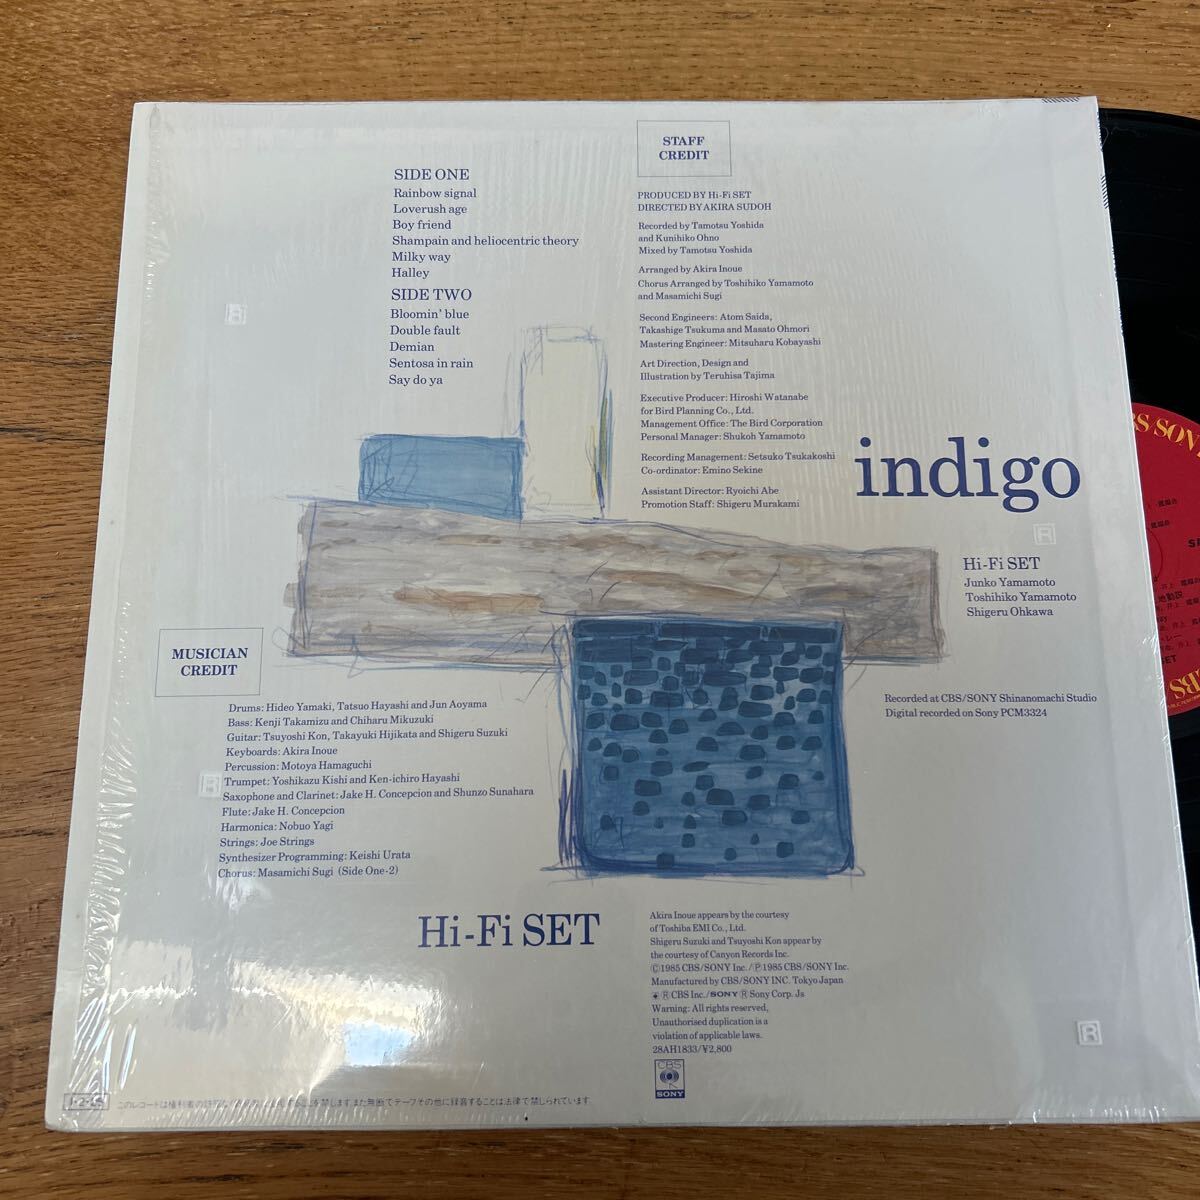 SIDE ONE
Rainbow signal
Loverush age
Boy friend
Shampain and heliocentric theory
Milky way
Halley
SIDE TWO
Bloomin' blue
Double fault
Demian
Sentosa in rain
Say do ya
STAFF
CREDIT
PRODUCED BY Hi-Fi SET
DIRECTED BY AKIRA SUDOH
Recorded by Tamotsu Yoshida
and Kunihiko Ohno
Mixed by Tamotsu Yoshida
Arranged by Akira Inoue
Chorus Arranged by Toshihiko Yamamoto
and Masamichi Sugi
Second Engineers: Atom Saida,
Takashige Tsukuma and Masato Ohmori
Mastering Engineer: Mitsuharu Kobayashi
Art Direction, Design and
Illustration by Teruhisa Tajima
Executive Producer: Hiroshi Watanabe
for Bird Planning Co., Ltd.
Management Office: The Bird Corporation
Personal Manager: Shukoh Yamamoto
Recording Management: Setsuko Tsukakoshi
Co-ordinator: Emino Sekine
Assistant Director: Ryoichi Abe
Promotion Staff: Shigeru Murakami
indigo
Hi-Fi SET
Junko Yamamoto
Toshihiko Yamamoto
Shigeru Ohkawa
Recorded at CBS/SONY Shinanomachi Studio
Digital recorded on Sony PCM3324
MUSICIAN
CREDIT
Drums: Hideo Yamaki, Tatsuo Hayashi and Jun Aoyama
Bass: Kenji Takamizu and Chiharu Mikuzuki
Guitar: Tsuyoshi Kon, Takayuki Hijikata and Shigeru Suzuki
Keyboards: Akira Inoue
Percussion: Motoya Hamaguchi
Trumpet: Yoshikazu Kishi and Ken-ichiro Hayashi
Saxophone and Clarinet: Jake H. Concepcion and Shunzo Sunahara
Flute: Jake H. Concepcion
Harmonica: Nobuo Yagi
Strings: Joe Strings
Synthesizer Programming: Keishi Urata
Chorus: Masamichi Sugi (Side One-2)
Hi-Fi SET
Akira Inoue appears by the courtesy
of Toshiba EMI Co., Ltd.
Shigeru Suzuki and Tsuyoshi Kon appear by
the courtesy of Canyon Records Inc.
Ⓒ1985 CBS/SONY Inc./Ⓟ1985 CBS/SONY Inc.
Manufactured by CBS/SONY INC. Tokyo Japan
Ⓡ CBS Inc./SONY Ⓡ Sony Corp. Js
Warning: All rights reserved,
Unauthorised duplication is a
violation of applicable laws.
28AH1833/¥2,800
CBS
SONY
R
R
R
R